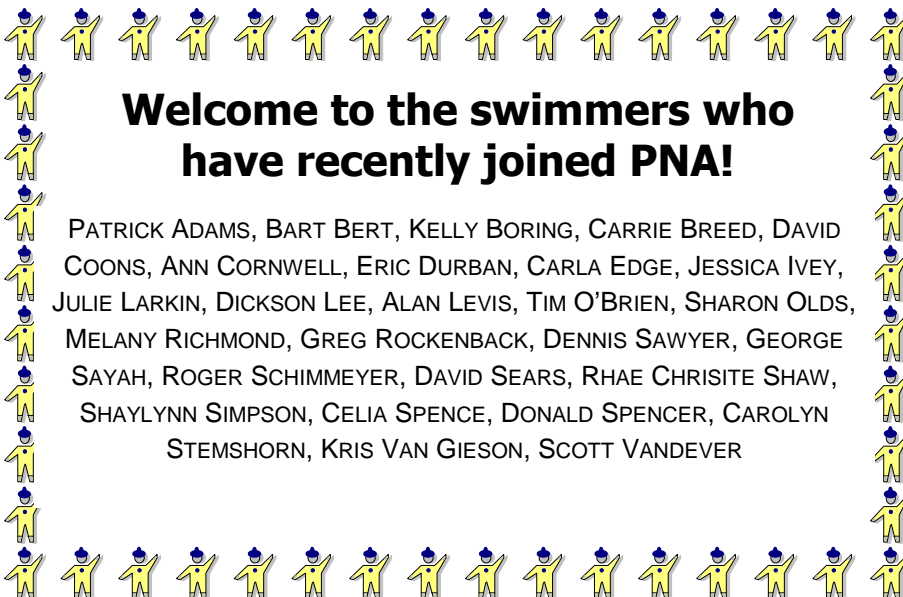 Welcome to the swimmers who
have recently joined PNA!
PATRICK ADAMS, BART BERT, KELLY BORING, CARRIE BREED, DAVID
COONS, ANN CORNWELL, ERIC DURBAN, CARLA EDGE, JESSICA IVEY,
JULIE LARKIN, DICKSON LEE, ALAN LEVIS, TIM O'BRIEN, SHARON OLDS,
MELANY RICHMOND, GREG ROCKENBACK, DENNIS SAWYER, GEORGE
SAYAH, ROGER SCHIMMEYER, DAVID SEARS, RHAE CHRISITE SHAW,
SHAYLYNN SIMPSON, CELIA SPENCE, DONALD SPENCER, CAROLYN
STEMSHORN, KRIS VAN GIESON, SCOTT VANDEVER